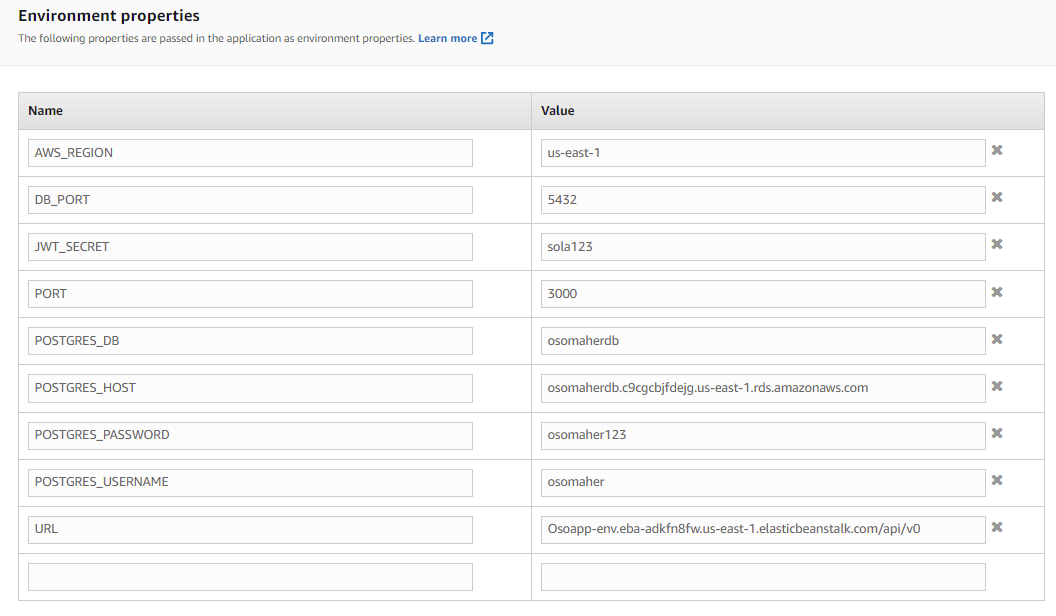 Environment properties
The following properties are passed in the application as environment properties. Learn more
Name Value
AWS_REGION us-east-1
DB_PORT 5432
JWT_SECRET sola123
PORT 3000
POSTGRES_DB osomaherdb
POSTGRES_HOST osomaherdb.c9cgcbjfdejg.us-east-1.rds.amazonaws.com
POSTGRES_PASSWORD osomaher123
POSTGRES_USERNAME osomaher
URL Osoapp-env.eba-adkfn8fw.us-east-1.elasticbeanstalk.com/api/v0